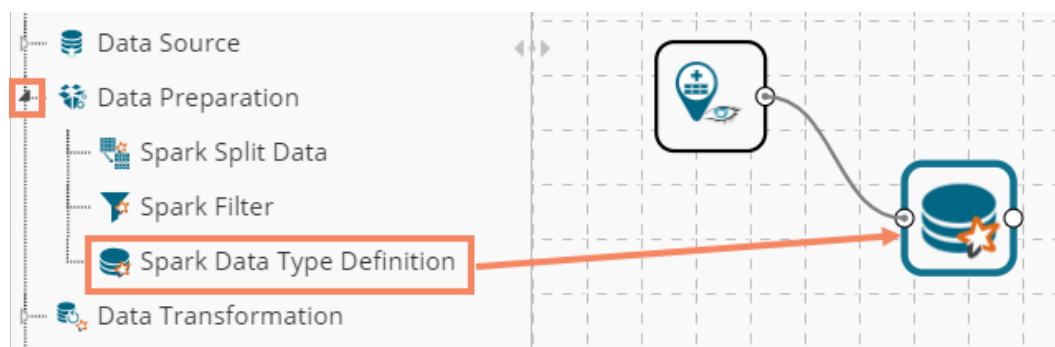 Data Source
Data Preparation
Spark Split Data
Spark Filter
Spark Data Type Definition
Data Transformation